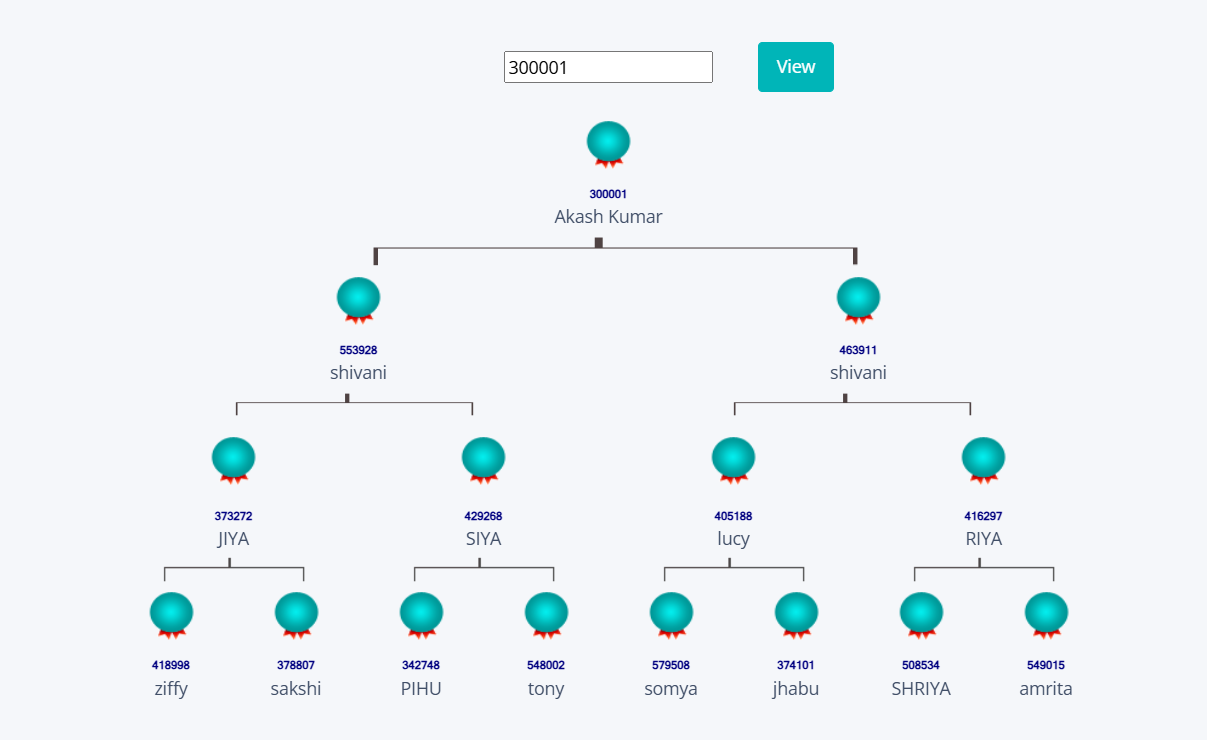 300001
View
300001
Akash Kumar
553928
463911
shivani
shivani
373272
429268
405188
416297
JIYA
SIYA
lucy
RIYA
418998
378807
342748
548002
579508
374101
508534
549015
ziffy
sakshi
PIHU
tony
somya
jhabu
SHRIYA
amrita